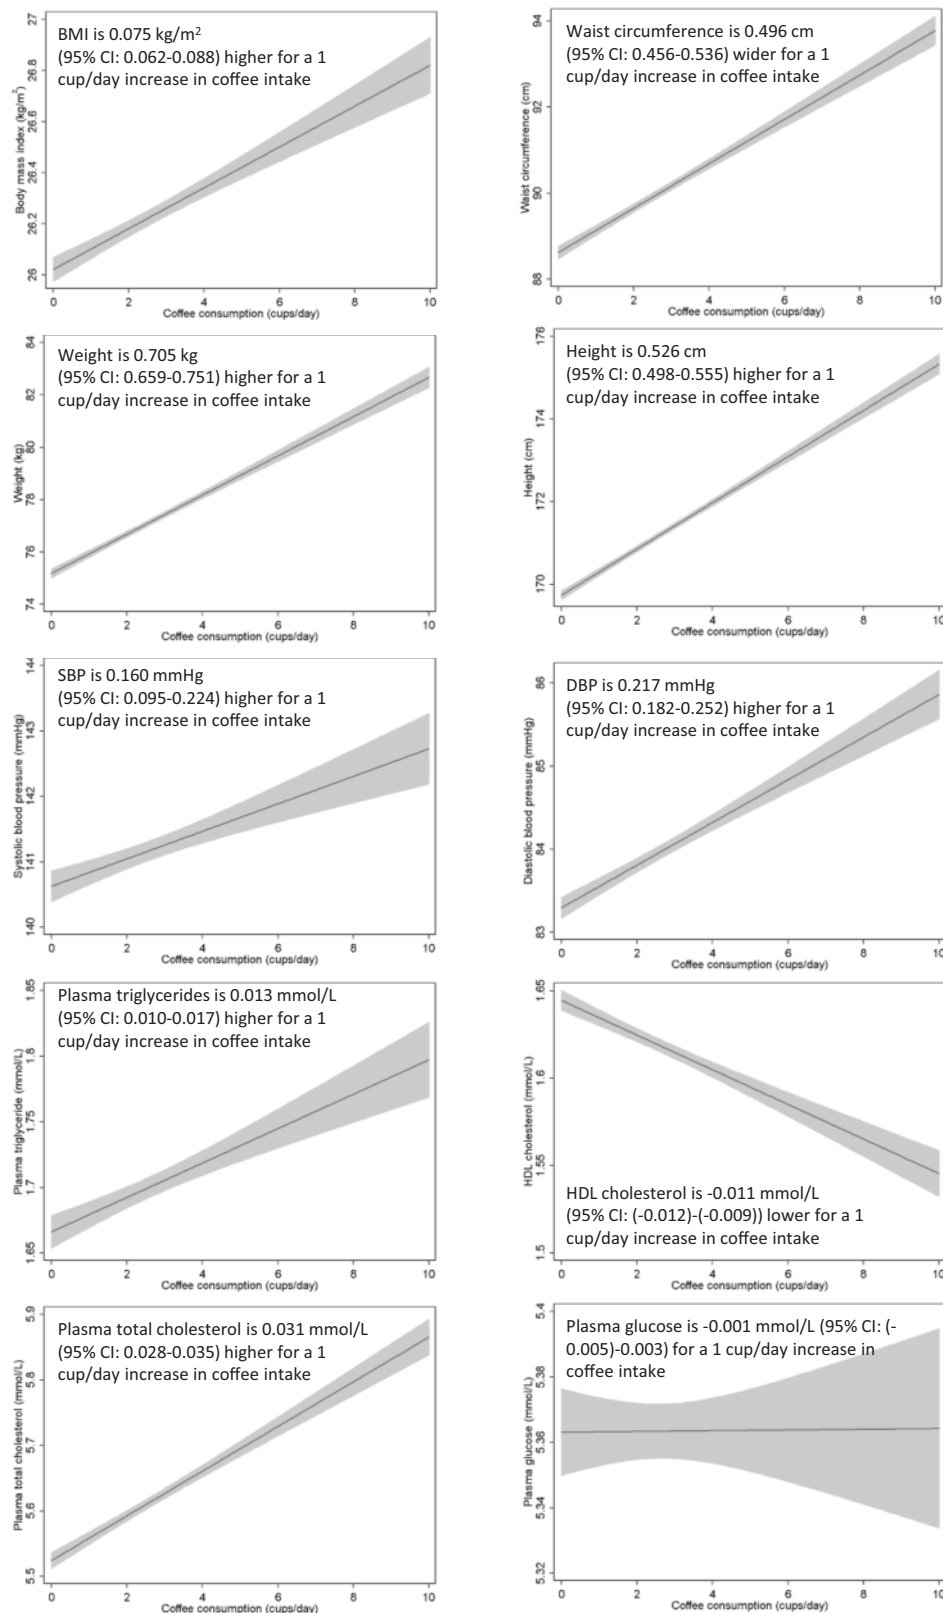 BMI is 0.075 kg/m²
(95% CI: 0.062-0.088) higher for a 1
cup/day increase in coffee intake
Body mass index (kg/m²)
27
26.8
26.6
26.4
26.2
26
0 2 4 6 8 10
Coffee consumption (cups/day)
Waist circumference is 0.496 cm
(95% CI: 0.456-0.536) wider for a 1
cup/day increase in coffee intake
Waist circumference (cm)
94
92
90
88
0 2 4 6 8 10
Coffee consumption (cups/day)
Weight is 0.705 kg
(95% CI: 0.659-0.751) higher for a 1
cup/day increase in coffee intake
Weight (kg)
84
82
80
78
76
74
0 2 4 6 8 10
Coffee consumption (cups/day)
Height is 0.526 cm
(95% CI: 0.498-0.555) higher for a 1
cup/day increase in coffee intake
Height (cm)
176
174
172
170
0 2 4 6 8 10
Coffee consumption (cups/day)
SBP is 0.160 mmHg
(95% CI: 0.095-0.224) higher for a 1
cup/day increase in coffee intake
Systolic blood pressure (mmHg)
144
143
142
141
140
0 2 4 6 8 10
Coffee consumption (cups/day)
DBP is 0.217 mmHg
(95% CI: 0.182-0.252) higher for a 1
cup/day increase in coffee intake
Diastolic blood pressure (mmHg)
86
85
84
83
0 2 4 6 8 10
Coffee consumption (cups/day)
Plasma triglycerides is 0.013 mmol/L
(95% CI: 0.010-0.017) higher for a 1
cup/day increase in coffee intake
Plasma triglyceride (mmol/L)
1.85
1.8
1.75
1.7
1.65
0 2 4 6 8 10
Coffee consumption (cups/day)
HDL cholesterol is -0.011 mmol/L
(95% CI: (-0.012)-(-0.009)) lower for a 1
cup/day increase in coffee intake
HDL cholesterol (mmol/L)
1.65
1.6
1.55
1.5
0 2 4 6 8 10
Coffee consumption (cups/day)
Plasma total cholesterol is 0.031 mmol/L
(95% CI: 0.028-0.035) higher for a 1
cup/day increase in coffee intake
Plasma total cholesterol (mmol/L)
5.9
5.8
5.7
5.6
5.5
0 2 4 6 8 10
Coffee consumption (cups/day)
Plasma glucose is -0.001 mmol/L (95% CI: (-
0.005)-0.003) for a 1 cup/day increase in
coffee intake
Plasma glucose (mmol/L)
5.4
5.38
5.36
5.34
5.32
0 2 4 6 8 10
Coffee consumption (cups/day)